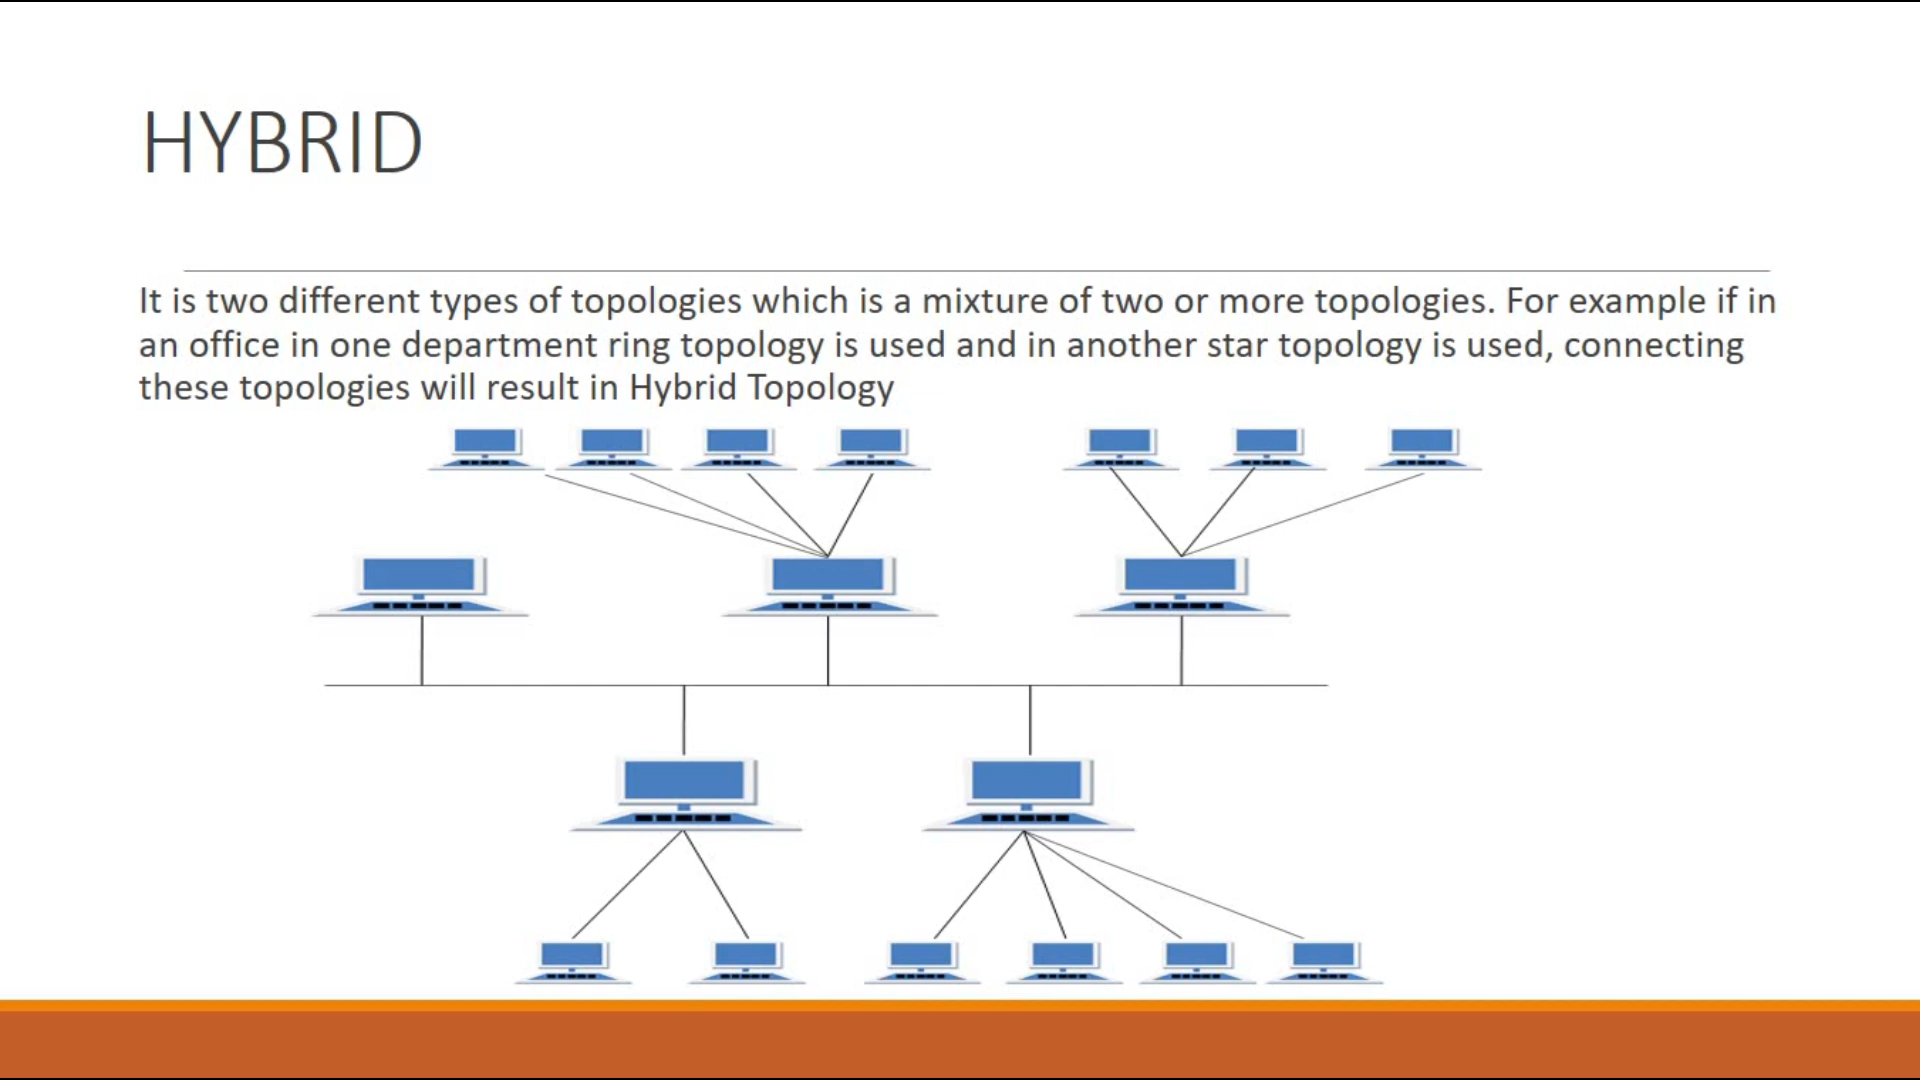 HYBRID
It is two different types of topologies which is a mixture of two or more topologies. For example if in
an office in one department ring topology is used and in another star topology is used, connecting
these topologies will result in Hybrid Topology